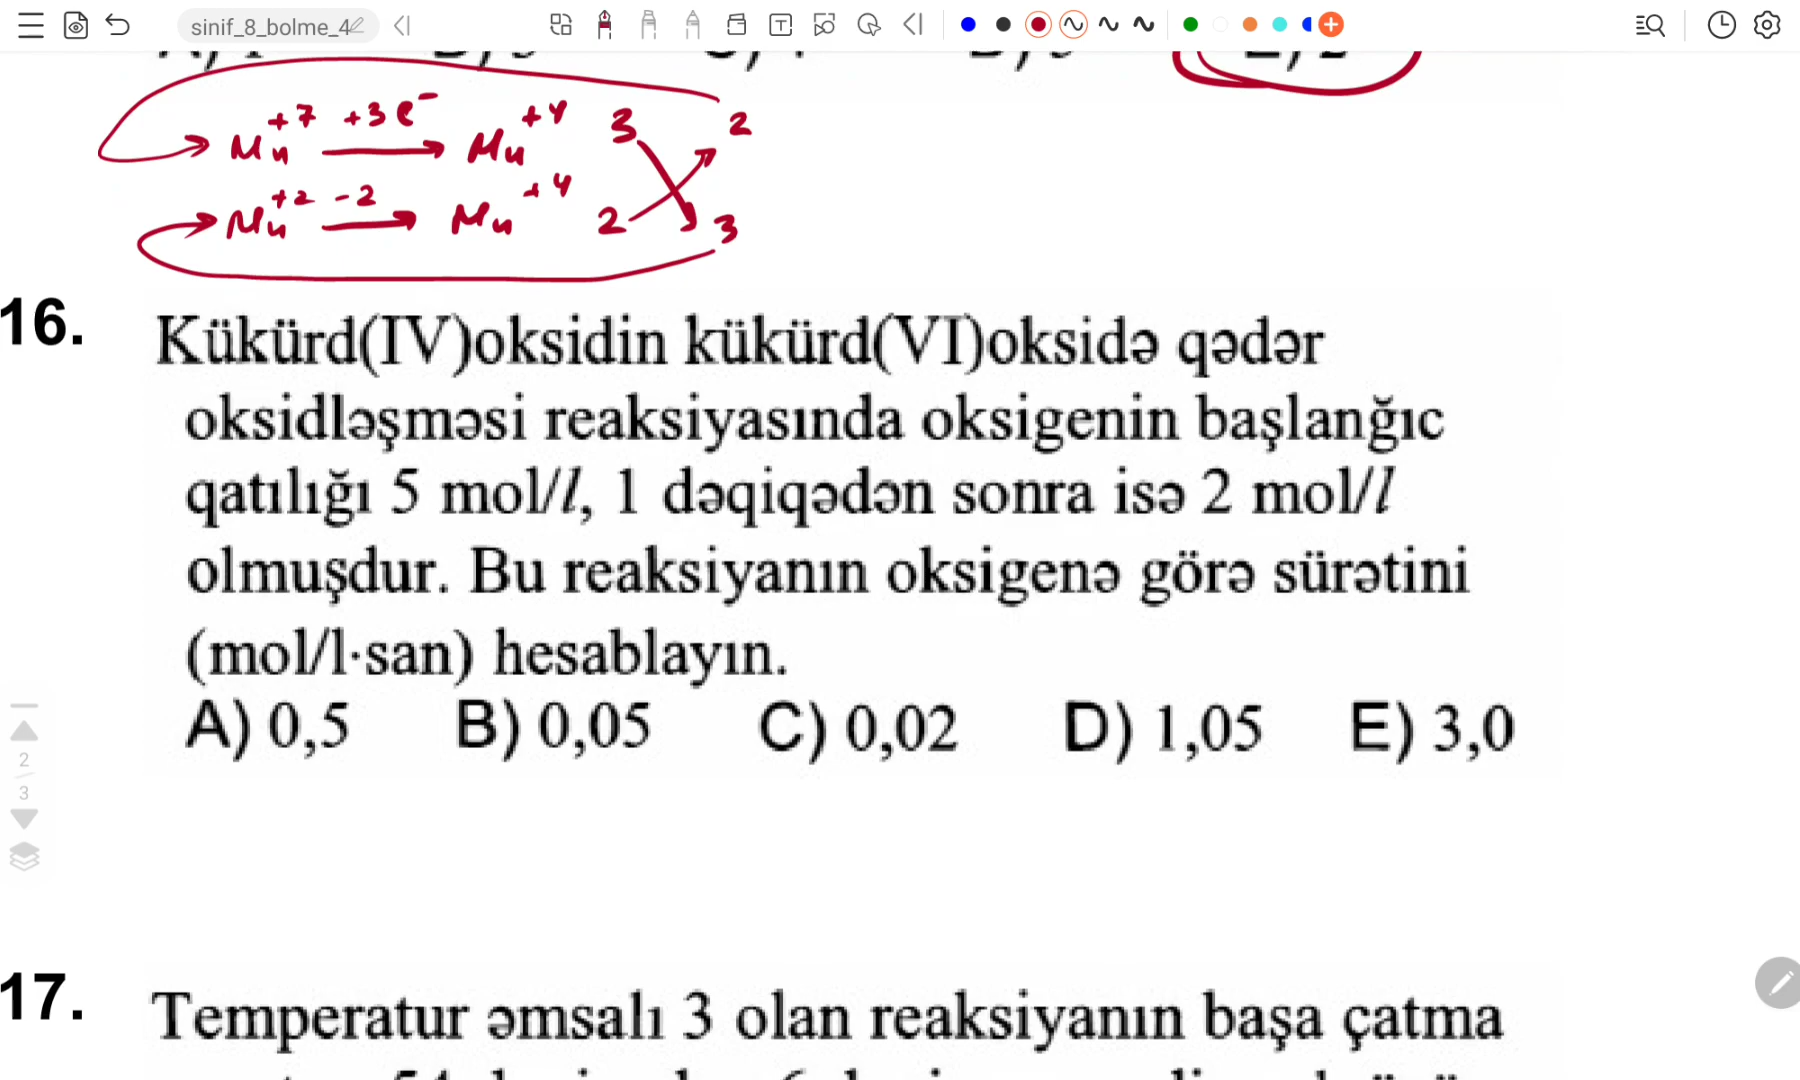 sinif_8_bolme_4
Mn+7 +3e- → Mn+4 3 2
Mn+2 -2 → Mn+4 2 3
16. Kükürd(IV)oksidin kükürd(VI)oksidə qədər
oksidləşməsi reaksiyasında oksigenin başlanğıc
qatılığı 5 mol/l, 1 dəqiqədən sonra isə 2 mol/l
olmuşdur. Bu reaksiyanın oksigenə görə sürətini
(mol/l·san) hesablayın.
A) 0,5 B) 0,05 C) 0,02 D) 1,05 E) 3,0
2
3
17. Temperatur əmsalı 3 olan reaksiyanın başa çatma